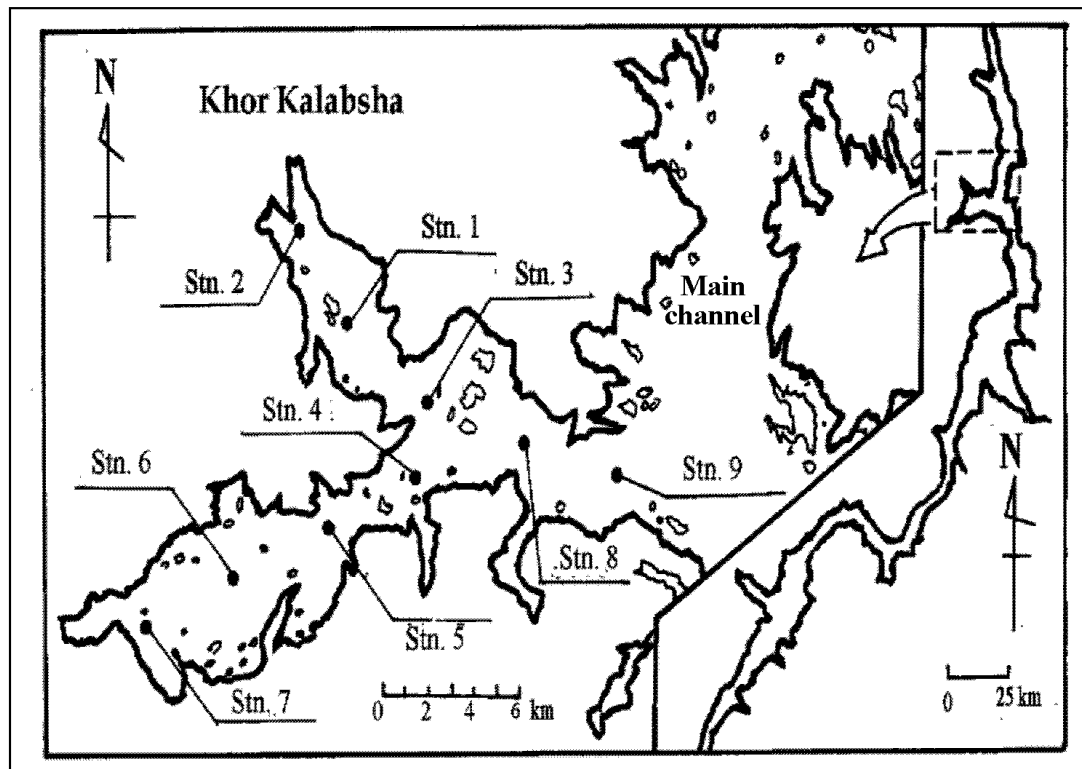 N
Khor Kalabsha
Stn. 1
Stn. 2
Stn. 3
Main
channel
Stn. 4
Stn. 6
N
Stn. 9
Stn. 8
Stn. 5
Stn. 7
0 2 4 6 km
0 25 km